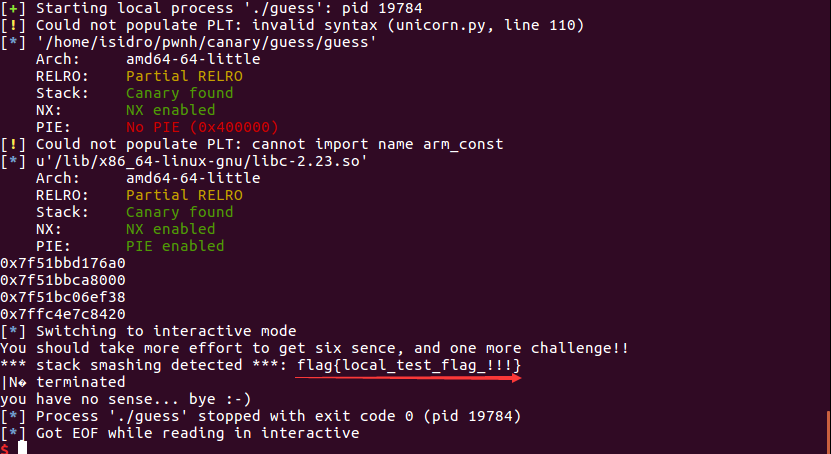 [+] Starting local process './guess': pid 19784
[!] Could not populate PLT: invalid syntax (unicorn.py, line 110)
[*] '/home/isidro/pwnh/canary/guess/guess'
    Arch:     amd64-64-little
    RELRO:    Partial RELRO
    Stack:    Canary found
    NX:       NX enabled
    PIE:      No PIE (0x400000)
[!] Could not populate PLT: cannot import name arm_const
[*] u'/lib/x86_64-linux-gnu/libc-2.23.so'
    Arch:     amd64-64-little
    RELRO:    Partial RELRO
    Stack:    Canary found
    NX:       NX enabled
    PIE:      PIE enabled
0x7f51bbd176a0
0x7f51bbca8000
0x7f51bc06ef38
0x7ffc4e7c8420
[*] Switching to interactive mode
You should take more effort to get six sence, and one more challenge!!
*** stack smashing detected ***: flag{local_test_flag_!!!}
|N� terminated
you have no sense... bye :-)
[*] Process './guess' stopped with exit code 0 (pid 19784)
[*] Got EOF while reading in interactive
$